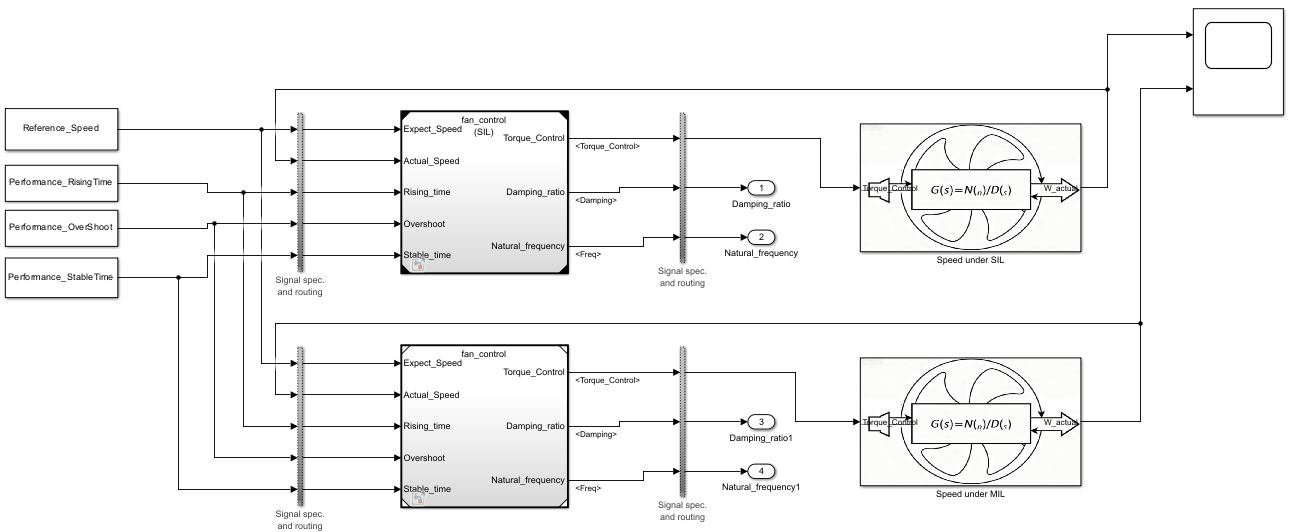 Reference_Speed
Performance_RisingTime
Performance_OverShoot
Performance_StableTime
Signal spec.
and routing
fan_control
(SIL)
Expect_Speed
Actual_Speed
Rising_time
Overshoot
Stable_time
Torque_Control
Damping_ratio
Natural_frequency
<Torque_Control>
<Damping>
<Freq>
Signal spec.
and routing
1
Damping_ratio
2
Natural_frequency
Torque_Control
G(s)=N(n)/D(s)
W_actual
Speed under SIL
Signal spec.
and routing
fan_control
Expect_Speed
Actual_Speed
Rising_time
Overshoot
Stable_time
Torque_Control
Damping_ratio
Natural_frequency
<Torque_Control>
<Damping>
<Freq>
Signal spec.
and routing
3
Damping_ratio1
4
Natural_frequency1
Torque_Control
G(s)=N(n)/D(s)
W_actual
Speed under MIL